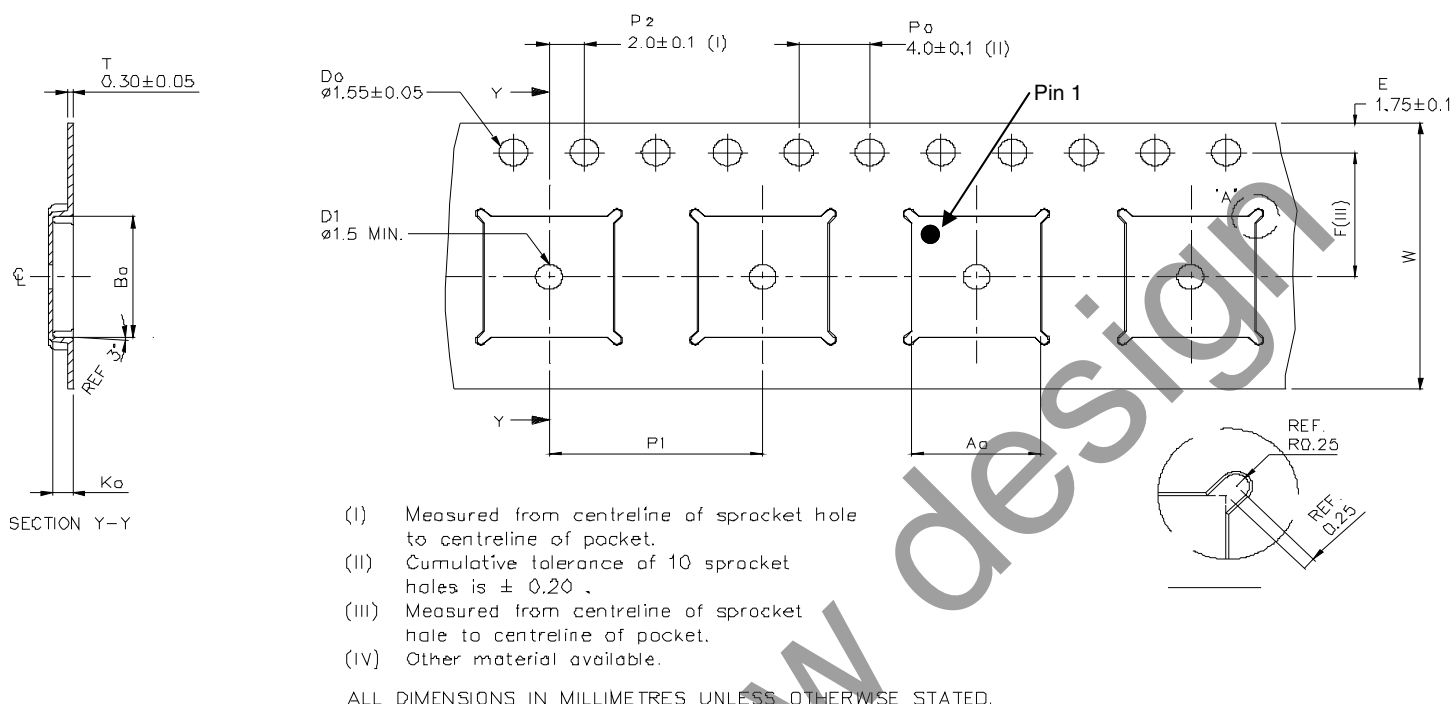 P2
2.0±0.1 (I)
Po
4.0±0.1 (II)
T
0.30±0.05
Do
ø1.55±0.05
Y
Pin 1
E
1.75±0.1
D1
ø1.5 MIN.
"A"
F(III)
W
Bo
REF 3°
Y
P1
Ao
Ko
SECTION Y-Y
REF.
R0.25
REF.
0.25
(I) Measured from centreline of sprocket hole
to centreline of pocket.
(II) Cumulative tolerance of 10 sprocket
holes is ± 0.20 .
(III) Measured from centreline of sprocket
hole to centreline of pocket.
(IV) Other material available.
ALL DIMENSIONS IN MILLIMETRES UNLESS OTHERWISE STATED.
w design